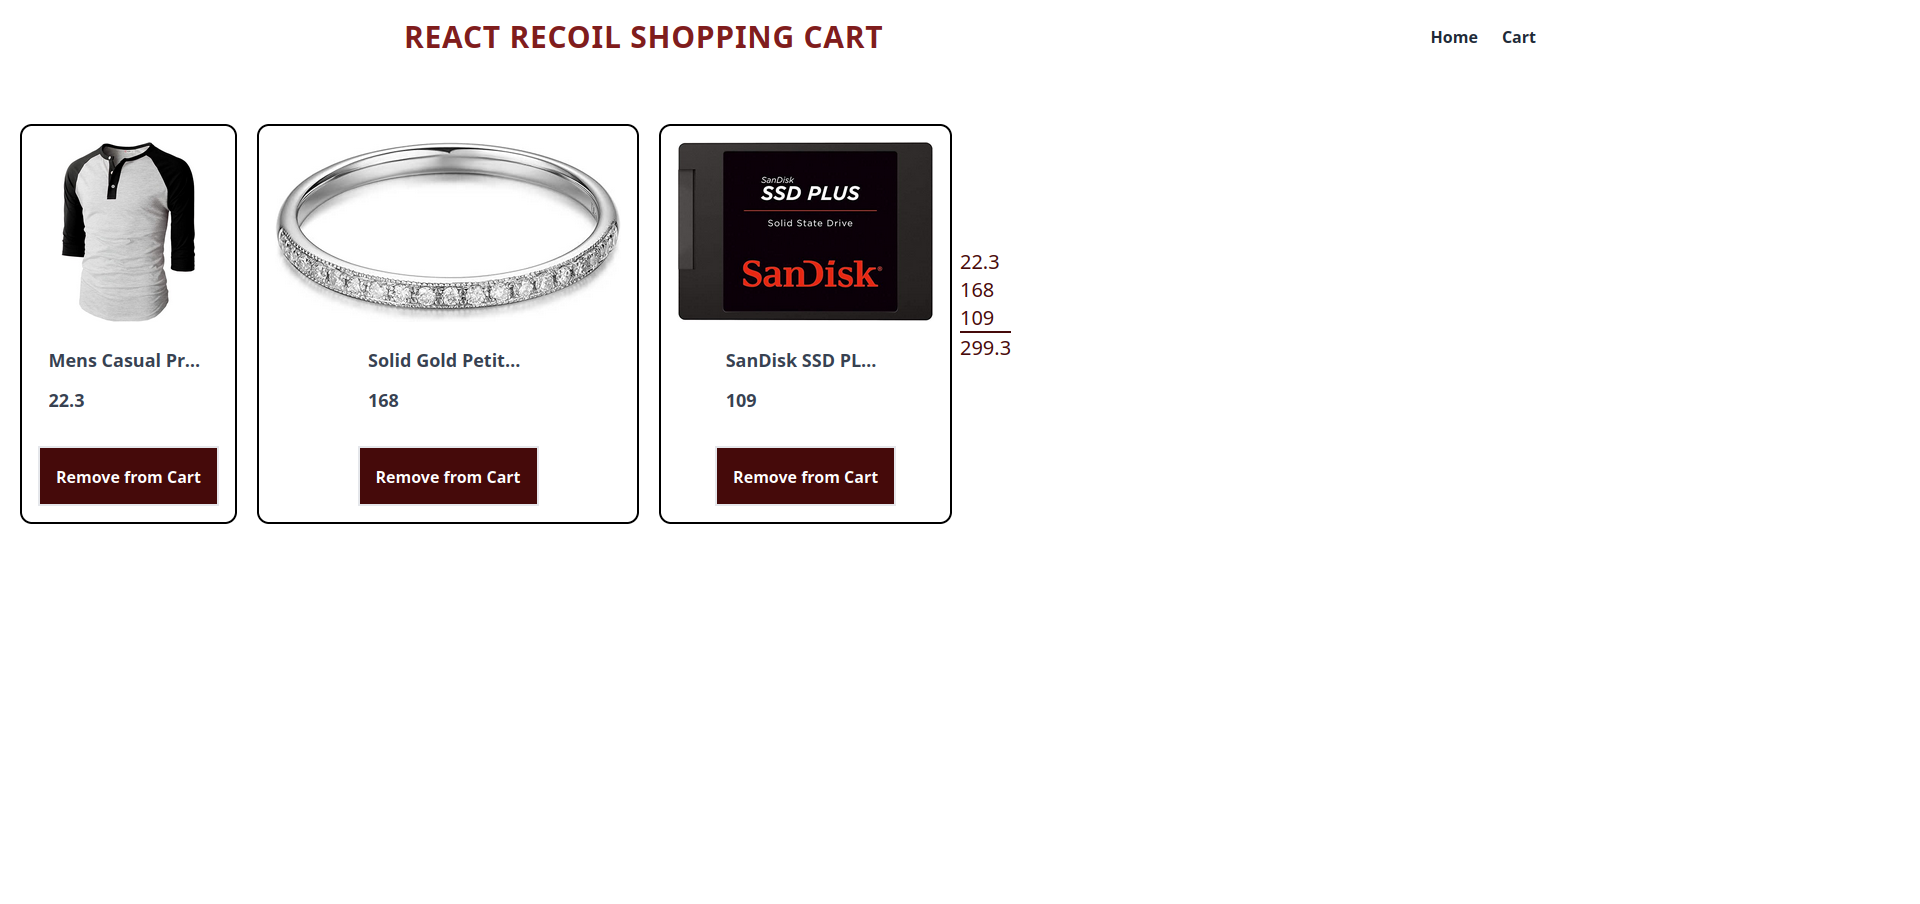 REACT RECOIL SHOPPING CART
Home
Cart
SanDisk
SSD PLUS
Solid State Drive
SanDisk®
Mens Casual Pr...
22.3
Remove from Cart
Solid Gold Petit...
168
Remove from Cart
SanDisk SSD PL...
109
Remove from Cart
22.3
168
109
299.3